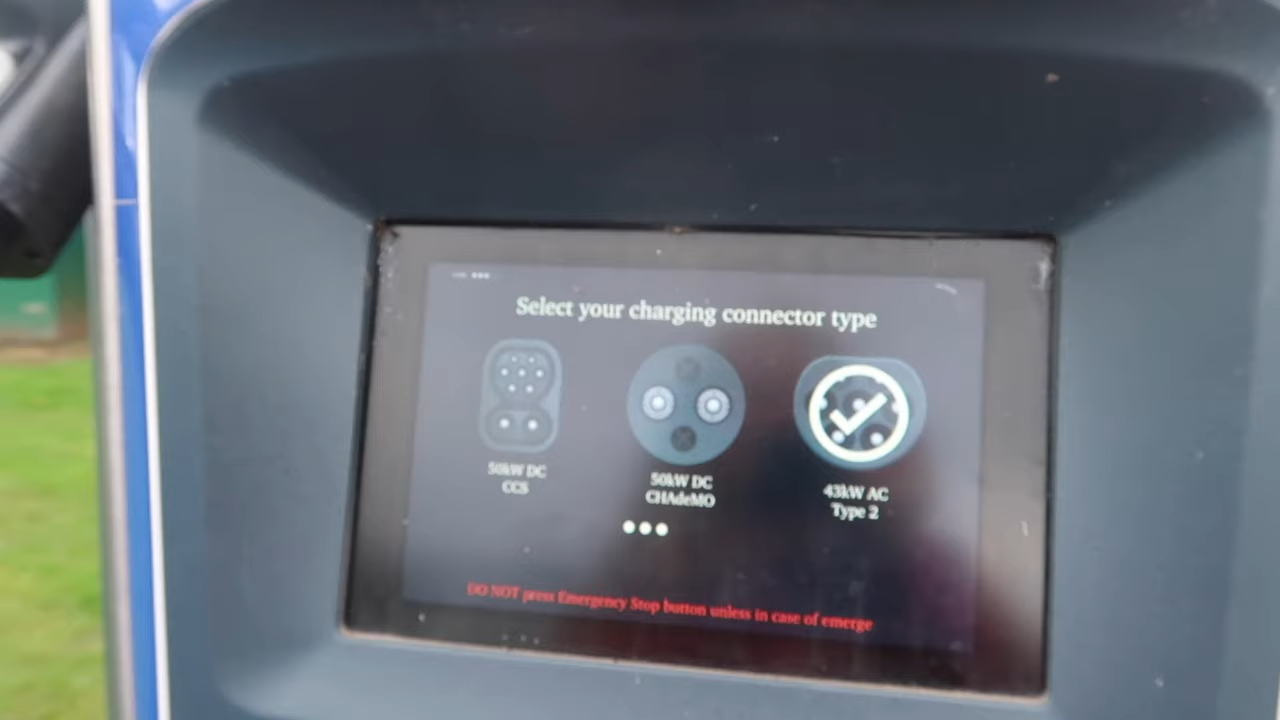 Select your charging connector type
50kW DC
CCS
50kW DC
CHAdeMO
43kW AC
Type 2
DO NOT press Emergency Stop button unless in case of emerge